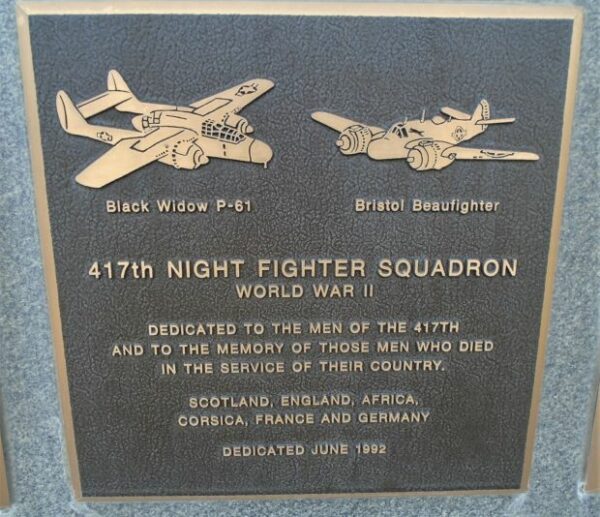 Black Widow P-61
Bristol Beaufighter
417th NIGHT FIGHTER SQUADRON
WORLD WAR II
DEDICATED TO THE MEN OF THE 417TH
AND TO THE MEMORY OF THOSE MEN WHO DIED
IN THE SERVICE OF THEIR COUNTRY.
SCOTLAND, ENGLAND, AFRICA,
CORSICA, FRANCE AND GERMANY
DEDICATED JUNE 1992